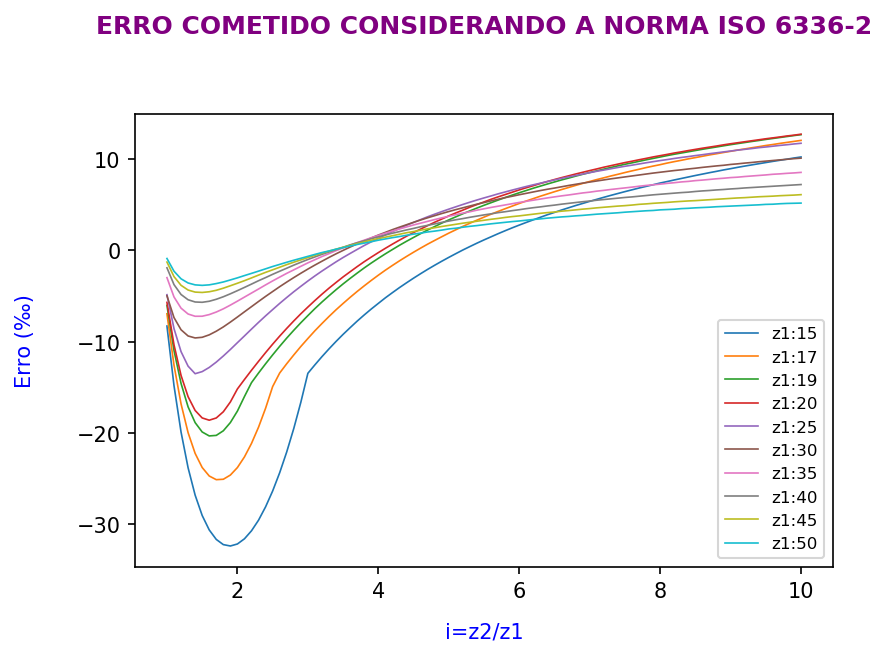 ERRO COMETIDO CONSIDERANDO A NORMA ISO 6336-2
Erro (‰)
10
0
−10
−20
−30
z1:15
z1:17
z1:19
z1:20
z1:25
z1:30
z1:35
z1:40
z1:45
z1:50
2 4 6 8 10
i=z2/z1